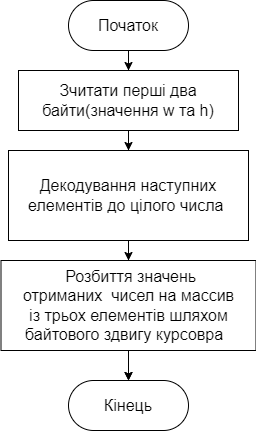 Початок
Зчитати перші два
байти(значення w та h)
Декодування наступних
елементів до цілого числа
Розбиття значень
отриманих чисел на массив
із трьох елементів шляхом
байтового здвигу курсовра
Кінець